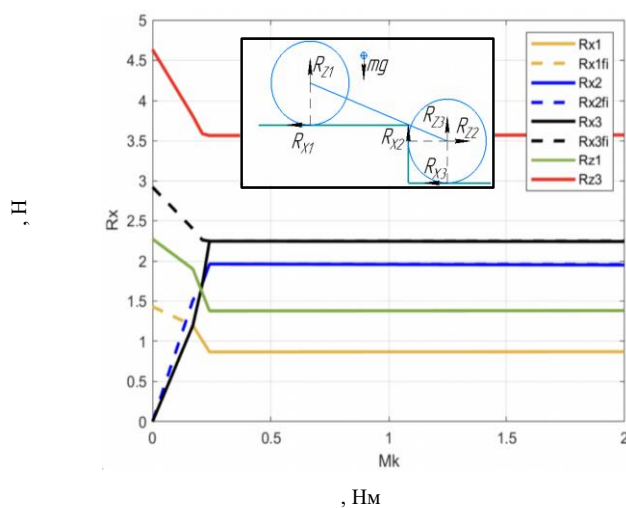 5
4.5
4
3.5
3
2.5
2
1.5
1
0.5
0
Rx
, Н
R_Z1
mg
R_X1
R_X2
R_Z3
R_Z2
R_X3
Rx1
Rx1fi
Rx2
Rx2fi
Rx3
Rx3fi
Rz1
Rz3
0 0.5 1 1.5 2
Mk
, Нм